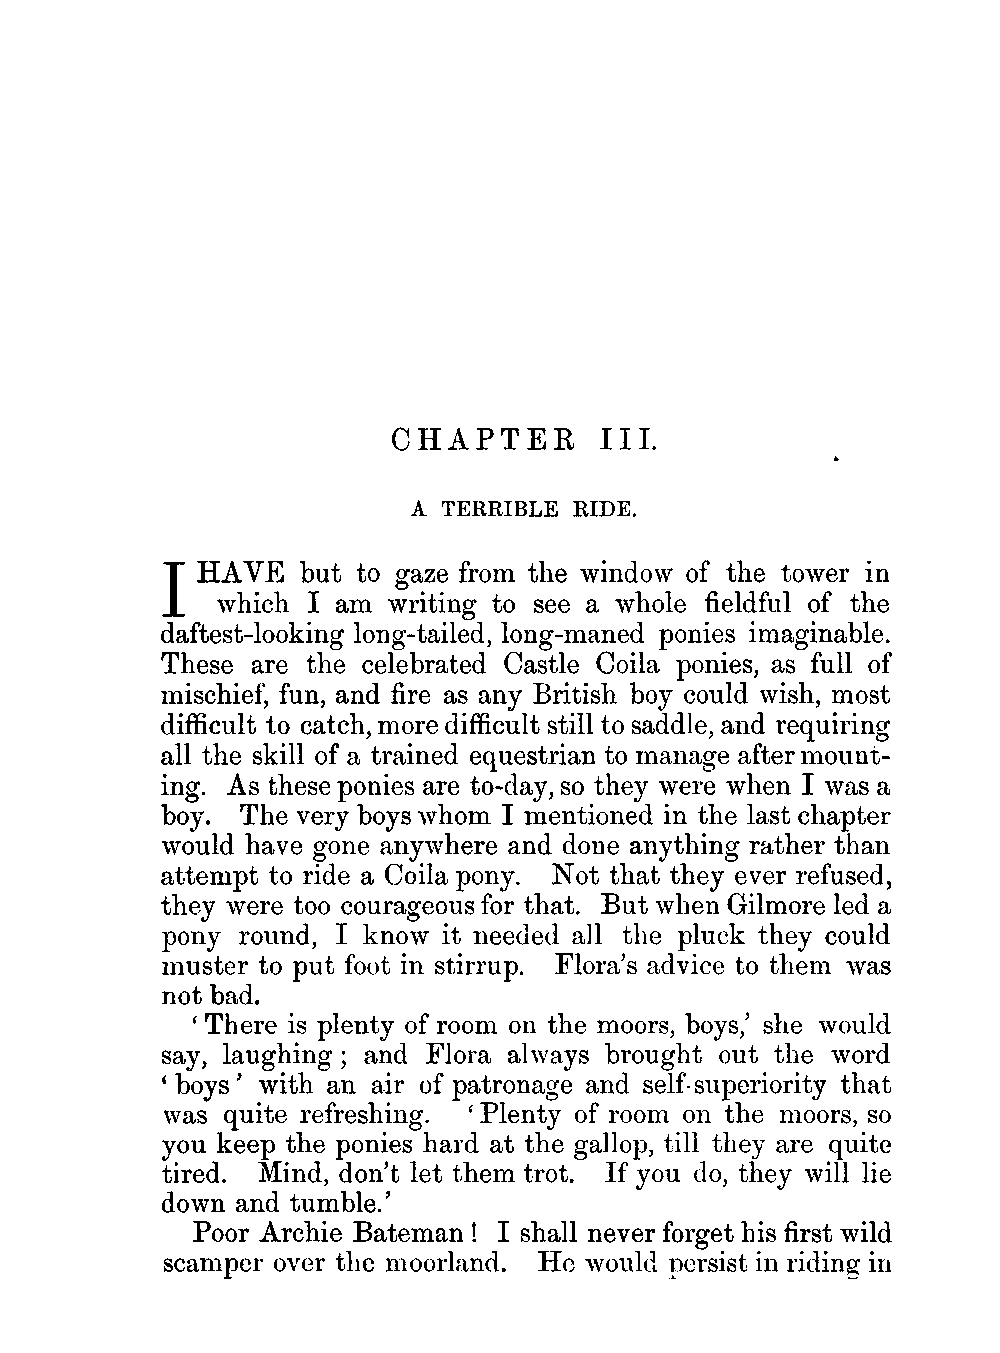 CHAPTER III.
A TERRIBLE RIDE.
I HAVE but to gaze from the window of the tower in
which I am writing to see a whole fieldful of the
daftest-looking long-tailed, long-maned ponies imaginable.
These are the celebrated Castle Coila ponies, as full of
mischief, fun, and fire as any British boy could wish, most
difficult to catch, more difficult still to saddle, and requiring
all the skill of a trained equestrian to manage after mount-
ing. As these ponies are to-day, so they were when I was a
boy. The very boys whom I mentioned in the last chapter
would have gone anywhere and done anything rather than
attempt to ride a Coila pony. Not that they ever refused,
they were too courageous for that. But when Gilmore led a
pony round, I know it needed all the pluck they could
muster to put foot in stirrup. Flora's advice to them was
not bad.
‘There is plenty of room on the moors, boys,’ she would
say, laughing; and Flora always brought out the word
‘boys’ with an air of patronage and self-superiority that
was quite refreshing. ‘Plenty of room on the moors, so
you keep the ponies hard at the gallop, till they are quite
tired. Mind, don't let them trot. If you do, they will lie
down and tumble.’
Poor Archie Bateman! I shall never forget his first wild
scamper over the moorland. He would persist in riding in